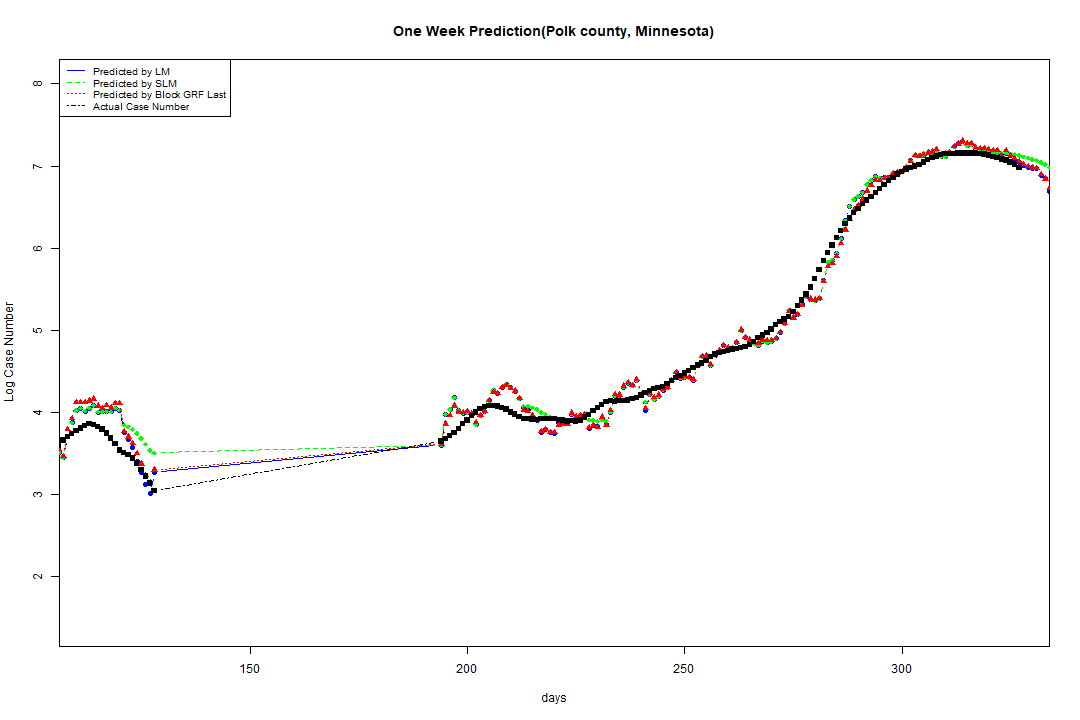 One Week Prediction(Polk county, Minnesota)
Predicted by LM
Predicted by SLM
Predicted by Block GRF Last
Actual Case Number
8
7
6
5
4
3
2
Log Case Number
150
200
250
300
days